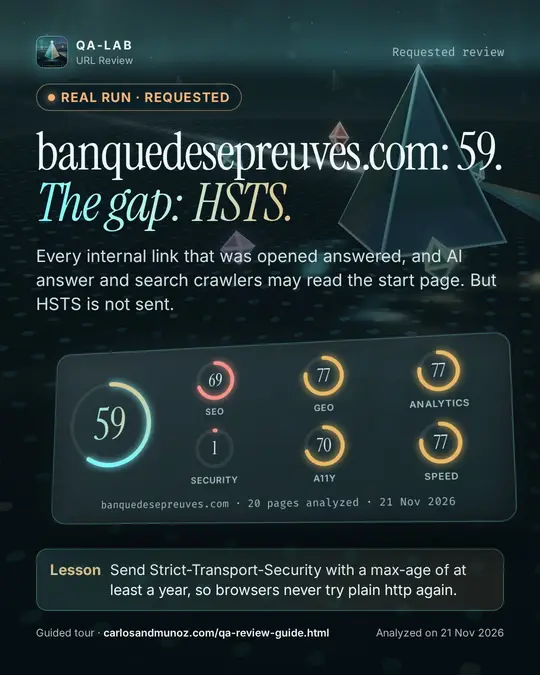 QA-LAB
URL Review
Requested review
REAL RUN · REQUESTED
banquedesepreuves.com: 59.
The gap: HSTS.
Every internal link that was opened answered, and AI
answer and search crawlers may read the start page. But
HSTS is not sent.
59
69
SEO
77
GEO
77
ANALYTICS
1
SECURITY
70
A11Y
77
SPEED
banquedesepreuves.com · 20 pages analyzed · 21 Nov 2026
Lesson Send Strict-Transport-Security with a max-age of at
least a year, so browsers never try plain http again.
Guided tour · carlosandmunoz.com/qa-review-guide.html
Analyzed on 21 Nov 2026